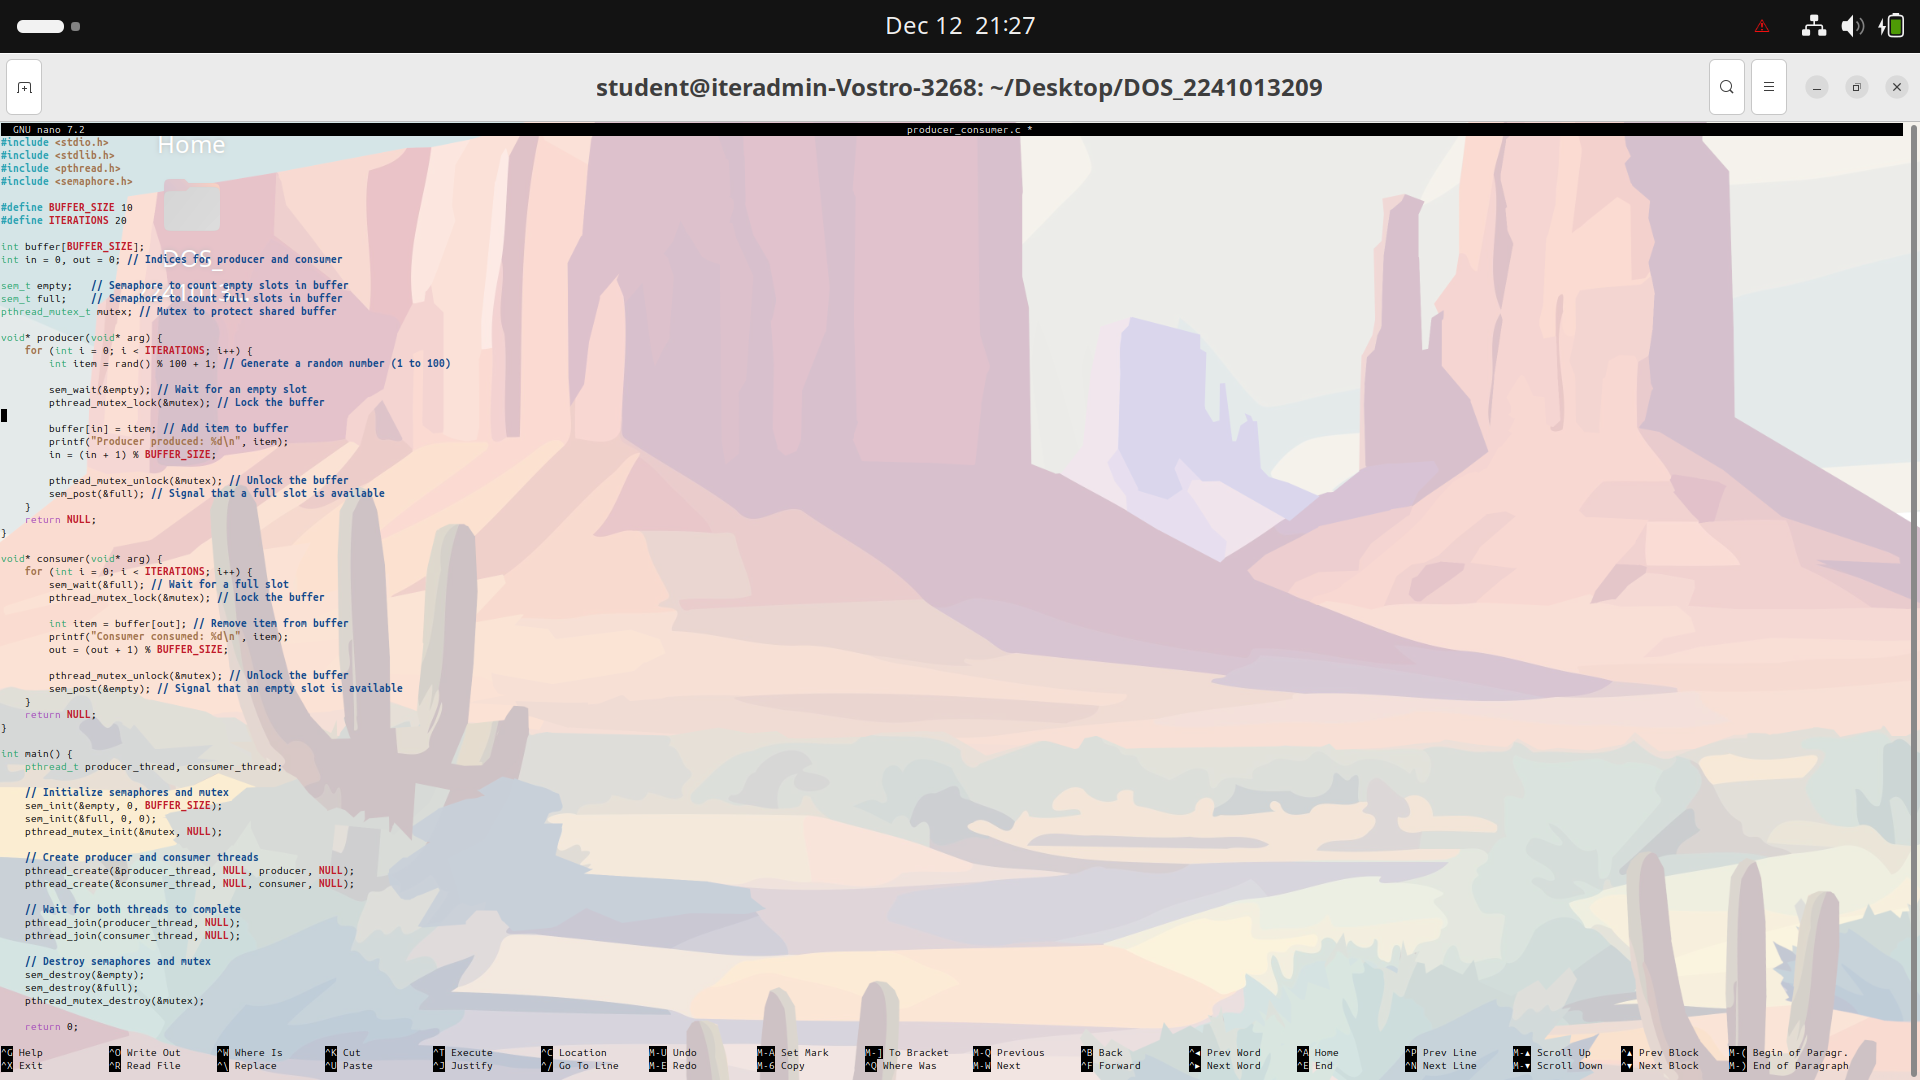 Dec 12 21:27
student@iteradmin-Vostro-3268: ~/Desktop/DOS_2241013209
GNU nano 7.2 producer_consumer.c *
Home
DOS_
#include <stdio.h>
#include <stdlib.h>
#include <pthread.h>
#include <semaphore.h>
#define BUFFER_SIZE 10
#define ITERATIONS 20
int buffer[BUFFER_SIZE];
int in = 0, out = 0; // Indices for producer and consumer
sem_t empty;   // Semaphore to count empty slots in buffer
sem_t full;    // Semaphore to count full slots in buffer
pthread_mutex_t mutex; // Mutex to protect shared buffer
void* producer(void* arg) {
    for (int i = 0; i < ITERATIONS; i++) {
        int item = rand() % 100 + 1; // Generate a random number (1 to 100)
        sem_wait(&empty); // Wait for an empty slot
        pthread_mutex_lock(&mutex); // Lock the buffer
        buffer[in] = item; // Add item to buffer
        printf("Producer produced: %d\n", item);
        in = (in + 1) % BUFFER_SIZE;
        pthread_mutex_unlock(&mutex); // Unlock the buffer
        sem_post(&full); // Signal that a full slot is available
    }
    return NULL;
}
void* consumer(void* arg) {
    for (int i = 0; i < ITERATIONS; i++) {
        sem_wait(&full); // Wait for a full slot
        pthread_mutex_lock(&mutex); // Lock the buffer
        int item = buffer[out]; // Remove item from buffer
        printf("Consumer consumed: %d\n", item);
        out = (out + 1) % BUFFER_SIZE;
        pthread_mutex_unlock(&mutex); // Unlock the buffer
        sem_post(&empty); // Signal that an empty slot is available
    }
    return NULL;
}
int main() {
    pthread_t producer_thread, consumer_thread;
    // Initialize semaphores and mutex
    sem_init(&empty, 0, BUFFER_SIZE);
    sem_init(&full, 0, 0);
    pthread_mutex_init(&mutex, NULL);
    // Create producer and consumer threads
    pthread_create(&producer_thread, NULL, producer, NULL);
    pthread_create(&consumer_thread, NULL, consumer, NULL);
    // Wait for both threads to complete
    pthread_join(producer_thread, NULL);
    pthread_join(consumer_thread, NULL);
    // Destroy semaphores and mutex
    sem_destroy(&empty);
    sem_destroy(&full);
    pthread_mutex_destroy(&mutex);
    return 0;
^G Help ^O Write Out ^W Where Is ^K Cut ^T Execute ^C Location M-U Undo M-A Set Mark M-] To Bracket M-Q Previous ^B Back ^◀ Prev Word ^A Home ^P Prev Line M-▲ Scroll Up ^▲ Prev Block M-( Begin of Paragr.
^X Exit ^R Read File ^\ Replace ^U Paste ^J Justify ^/ Go To Line M-E Redo M-6 Copy ^Q Where Was M-W Next ^F Forward ^▶ Next Word ^E End ^N Next Line M-▼ Scroll Down ^▼ Next Block M-) End of Paragraph